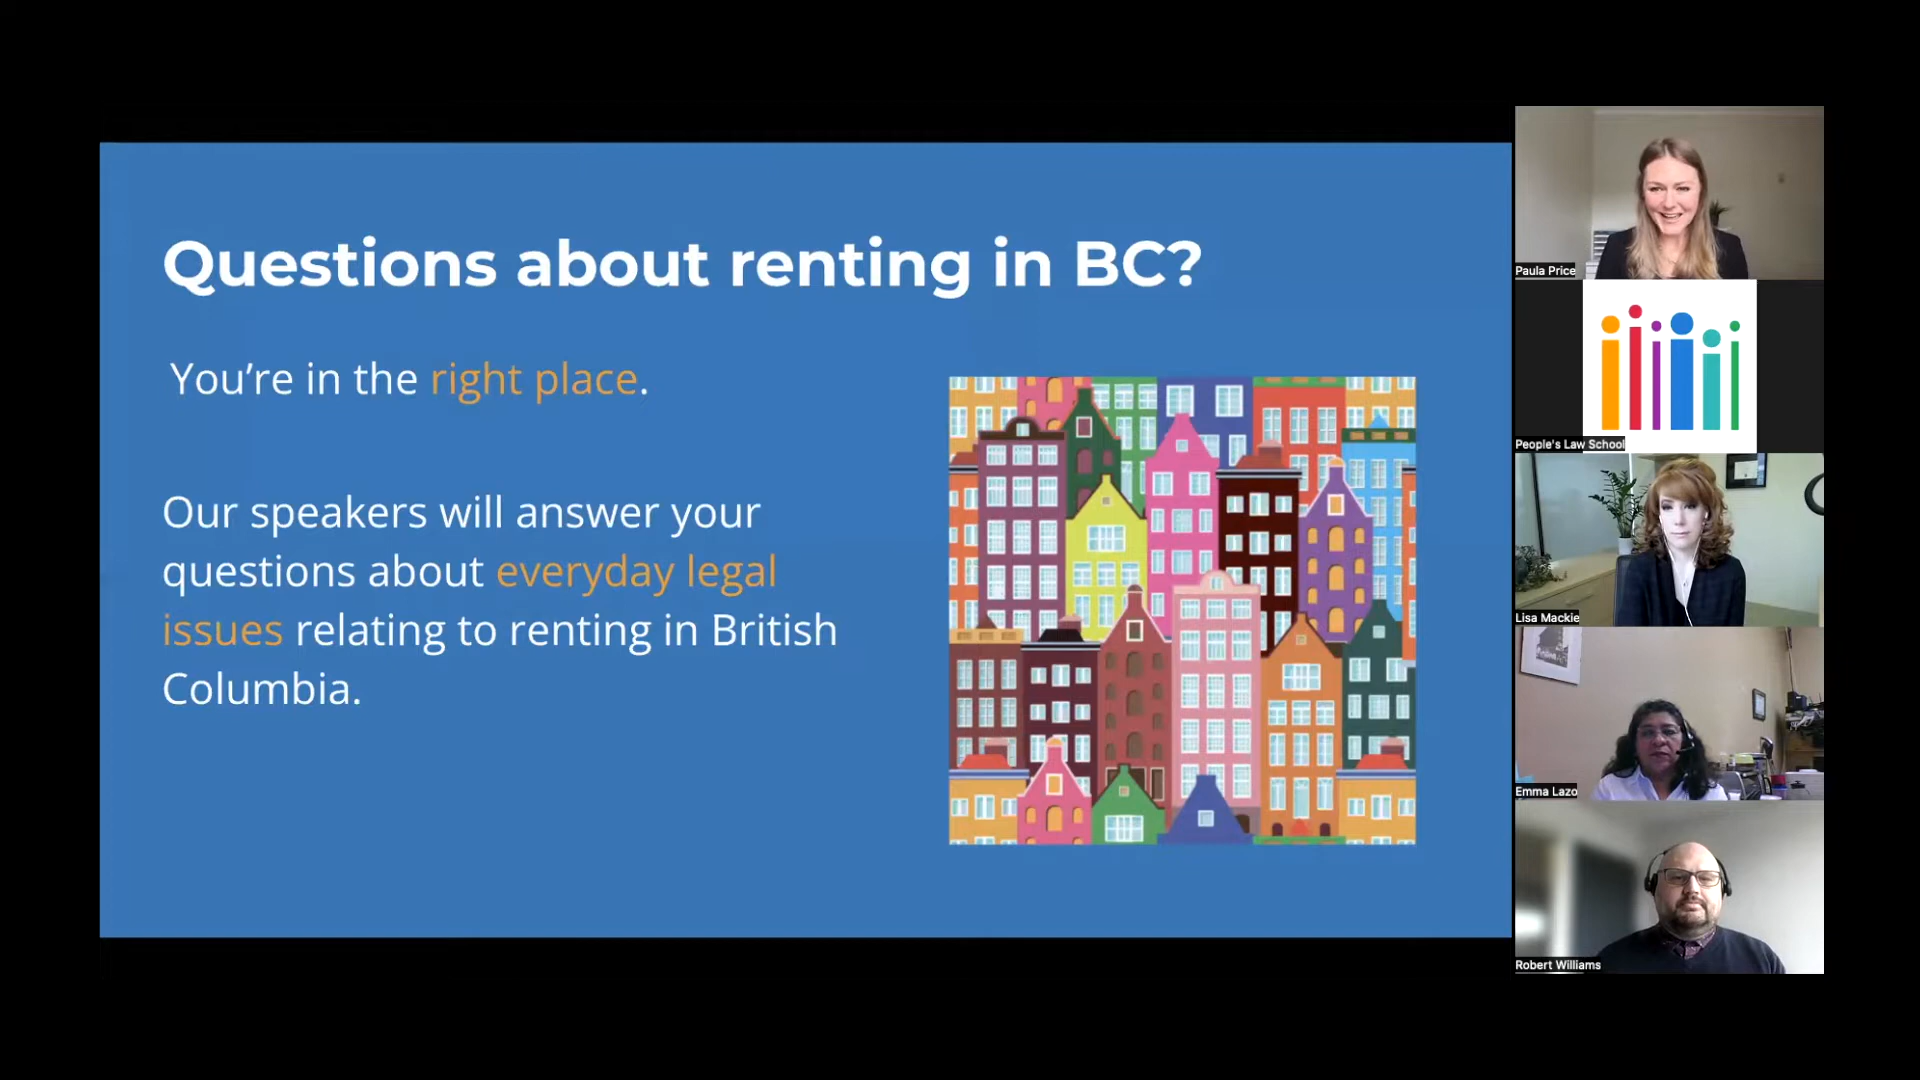 Questions about renting in BC?
You’re in the right place.
Our speakers will answer your
questions about everyday legal
issues relating to renting in British
Columbia.
Paula Price
People's Law School
Lisa Mackie
Emma Lazo
Robert Williams